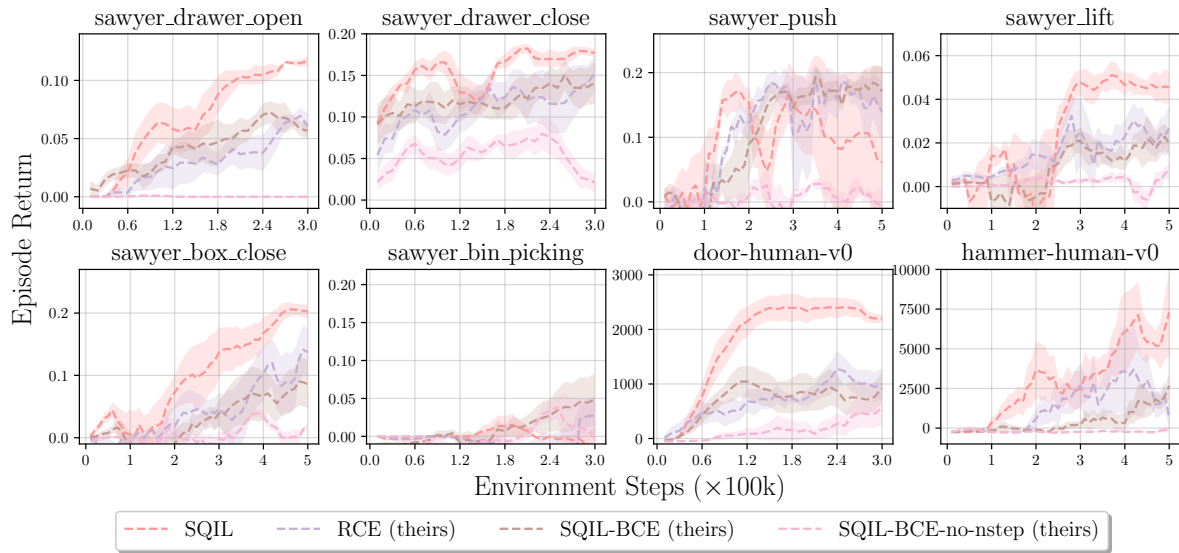 sawyer_drawer_open
sawyer_drawer_close
sawyer_push
sawyer_lift
0.10
0.05
0.00
0.0 0.6 1.2 1.8 2.4 3.0
0.20
0.15
0.10
0.05
0.00
0.0 0.6 1.2 1.8 2.4 3.0
0.2
0.1
0.0
0 1 2 3 4 5
0.06
0.04
0.02
0.00
0 1 2 3 4 5
Episode Return
sawyer_box_close
sawyer_bin_picking
door-human-v0
hammer-human-v0
0.2
0.1
0.0
0 1 2 3 4 5
0.20
0.15
0.10
0.05
0.00
0.0 0.6 1.2 1.8 2.4 3.0
3000
2000
1000
0
0.0 0.6 1.2 1.8 2.4 3.0
10000
7500
5000
2500
0
0 1 2 3 4 5
Environment Steps (×100k)
SQIL
RCE (theirs)
SQIL-BCE (theirs)
SQIL-BCE-no-nstep (theirs)